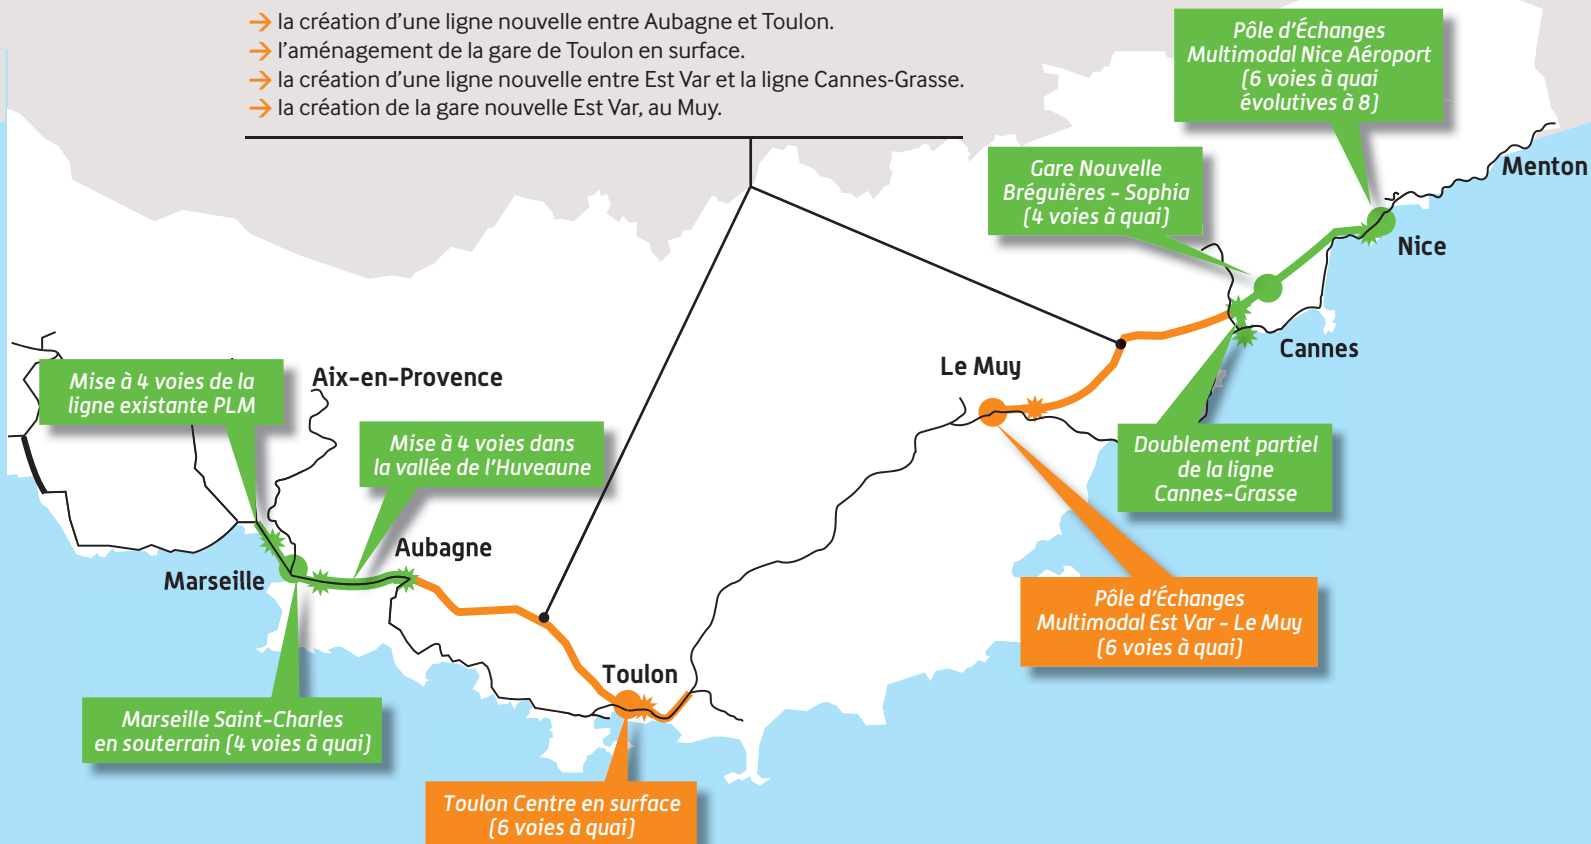 → la création d'une ligne nouvelle entre Aubagne et Toulon.
→ l'aménagement de la gare de Toulon en surface.
→ la création d'une ligne nouvelle entre Est Var et la ligne Cannes-Grasse.
→ la création de la gare nouvelle Est Var, au Muy.
Pôle d'Échanges
Multimodal Nice Aéroport
(6 voies à quai
évolutives à 8)
Gare Nouvelle
Bréguières - Sophia
(4 voies à quai)
Menton
Nice
Cannes
Le Muy
Mise à 4 voies de la
ligne existante PLM
Aix-en-Provence
Mise à 4 voies dans
la vallée de l'Huveaune
Doublement partiel
de la ligne
Cannes-Grasse
Aubagne
Marseille
Pôle d'Échanges
Multimodal Est Var - Le Muy
(6 voies à quai)
Toulon
Marseille Saint-Charles
en souterrain (4 voies à quai)
Toulon Centre en surface
(6 voies à quai)